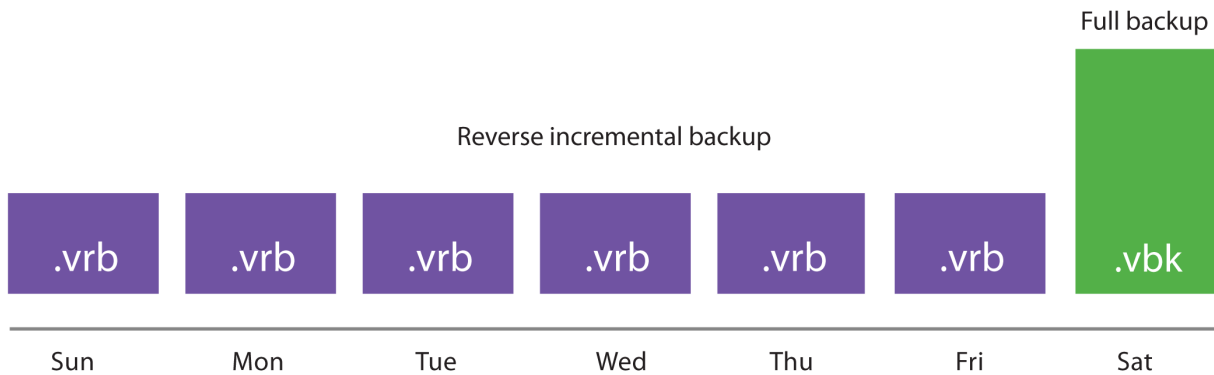 Full backup
Reverse incremental backup
.vrb .vrb .vrb .vrb .vrb .vrb .vbk
Sun Mon Tue Wed Thu Fri Sat